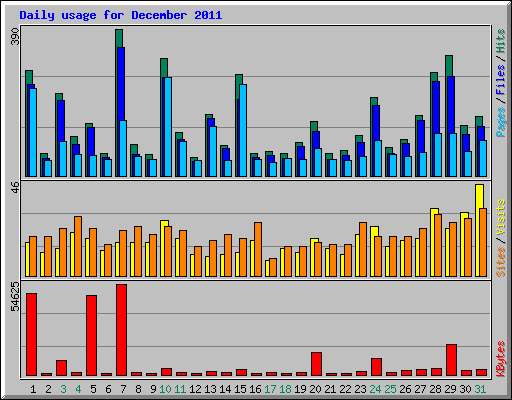 Daily usage for December 2011
390
Pages / Files / Hits
46
Sites / Visits
54625
KBytes
1 2 3 4 5 6 7 8 9 10 11 12 13 14 15 16 17 18 19 20 21 22 23 24 25 26 27 28 29 30 31